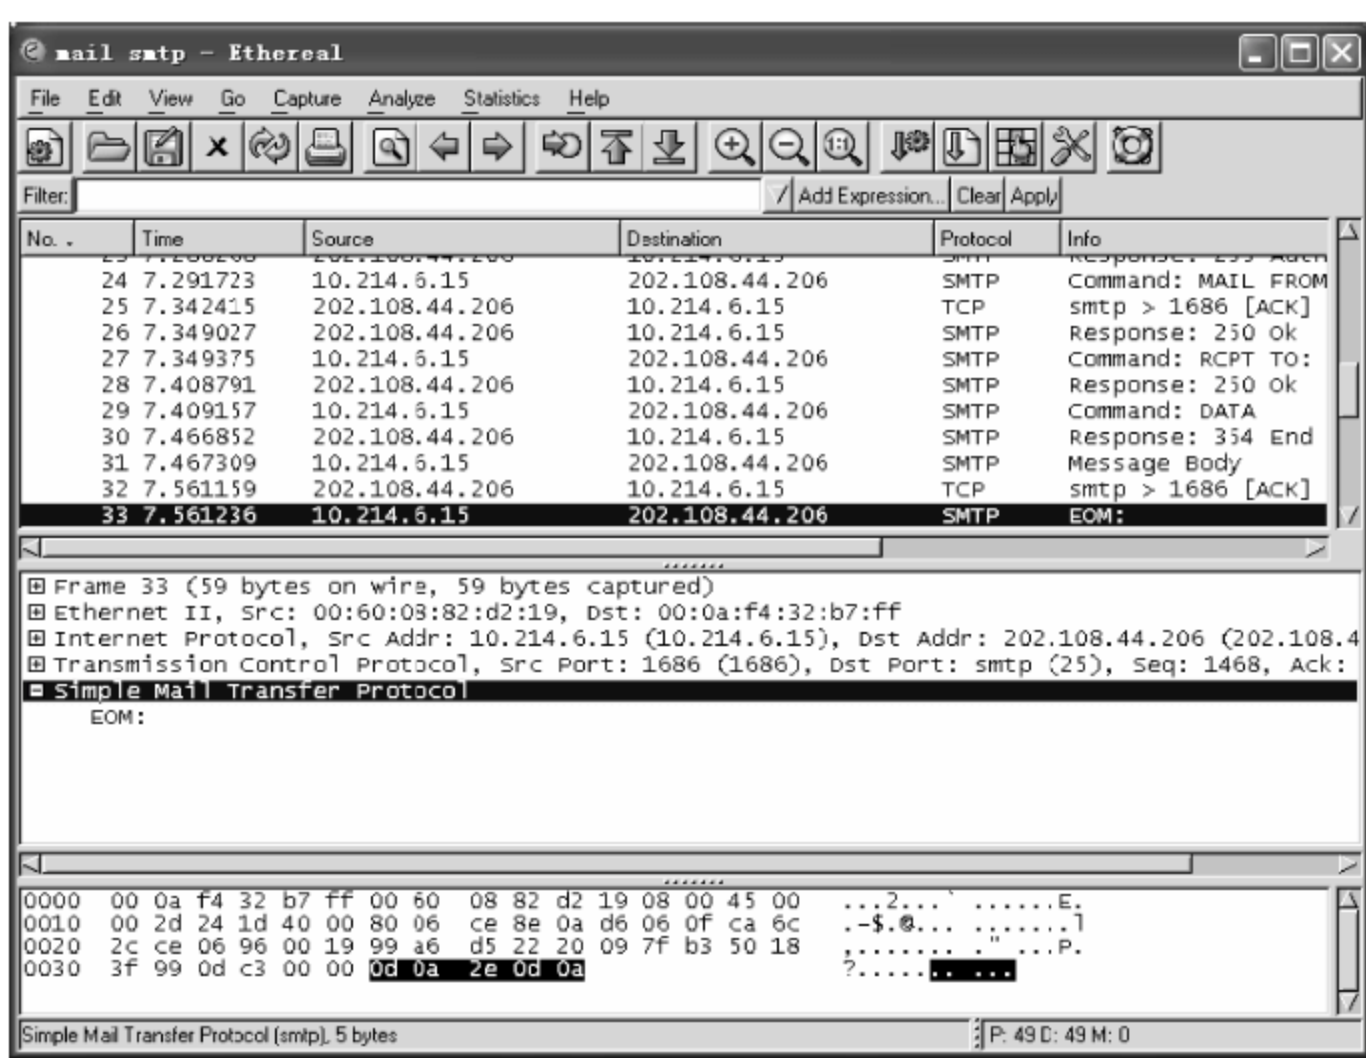 mail smtp - Ethereal
File Edit View Go Capture Analyze Statistics Help
Filter: Add Expression... Clear Apply
No. . Time Source Destination Protocol Info
24 7.291723 10.214.6.15 202.108.44.206 SMTP Command: MAIL FROM
25 7.342415 202.108.44.206 10.214.6.15 TCP smtp > 1686 [ACK]
26 7.349027 202.108.44.206 10.214.6.15 SMTP Response: 250 Ok
27 7.349375 10.214.6.15 202.108.44.206 SMTP Command: RCPT TO:
28 7.408791 202.108.44.206 10.214.6.15 SMTP Response: 250 Ok
29 7.409157 10.214.6.15 202.108.44.206 SMTP Command: DATA
30 7.466852 202.108.44.206 10.214.6.15 SMTP Response: 354 End
31 7.467309 10.214.6.15 202.108.44.206 SMTP Message Body
32 7.561159 202.108.44.206 10.214.6.15 TCP smtp > 1686 [ACK]
33 7.561236 10.214.6.15 202.108.44.206 SMTP EOM:
Frame 33 (59 bytes on wire, 59 bytes captured)
Ethernet II, Src: 00:60:08:82:d2:19, Dst: 00:0a:f4:32:b7:ff
Internet Protocol, Src Addr: 10.214.6.15 (10.214.6.15), Dst Addr: 202.108.44.206 (202.108.4
Transmission Control Protocol, Src Port: 1686 (1686), Dst Port: smtp (25), Seq: 1468, Ack:
Simple Mail Transfer Protocol
EOM:
0000 00 0a f4 32 b7 ff 00 60 08 82 d2 19 08 00 45 00 ...2...` ......E.
0010 00 2d 24 1d 40 00 80 06 ce 8e 0a d6 06 0f ca 6c .-$.@... .......l
0020 2c ce 06 96 00 19 99 a6 d5 22 20 09 7f b3 50 18 ,....... ." ...P.
0030 3f 99 0d c3 00 00 0d 0a 2e 0d 0a ?....... ...
Simple Mail Transfer Protocol (smtp), 5 bytes P: 49 D: 49 M: 0